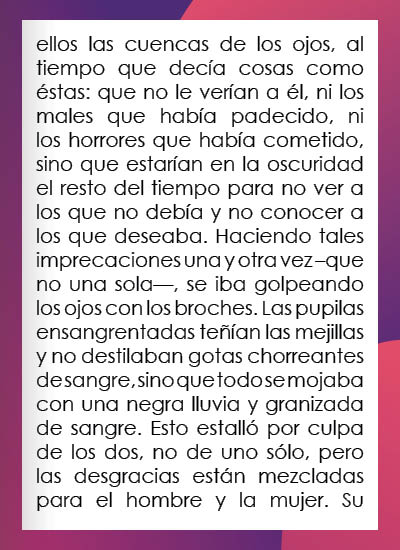 ellos las cuencas de los ojos, al
tiempo que decía cosas como
éstas: que no le verían a él, ni los
males que había padecido, ni
los horrores que había cometido,
sino que estarían en la oscuridad
el resto del tiempo para no ver a
los que no debía y no conocer a
los que deseaba. Haciendo tales
imprecaciones una y otra vez –que
no una sola—, se iba golpeando
los ojos con los broches. Las pupilas
ensangrentadas teñían las mejillas
y no destilaban gotas chorreantes
de sangre, sino que todo se mojaba
con una negra lluvia y granizada
de sangre. Esto estalló por culpa
de los dos, no de uno sólo, pero
las desgracias están mezcladas
para el hombre y la mujer. Su